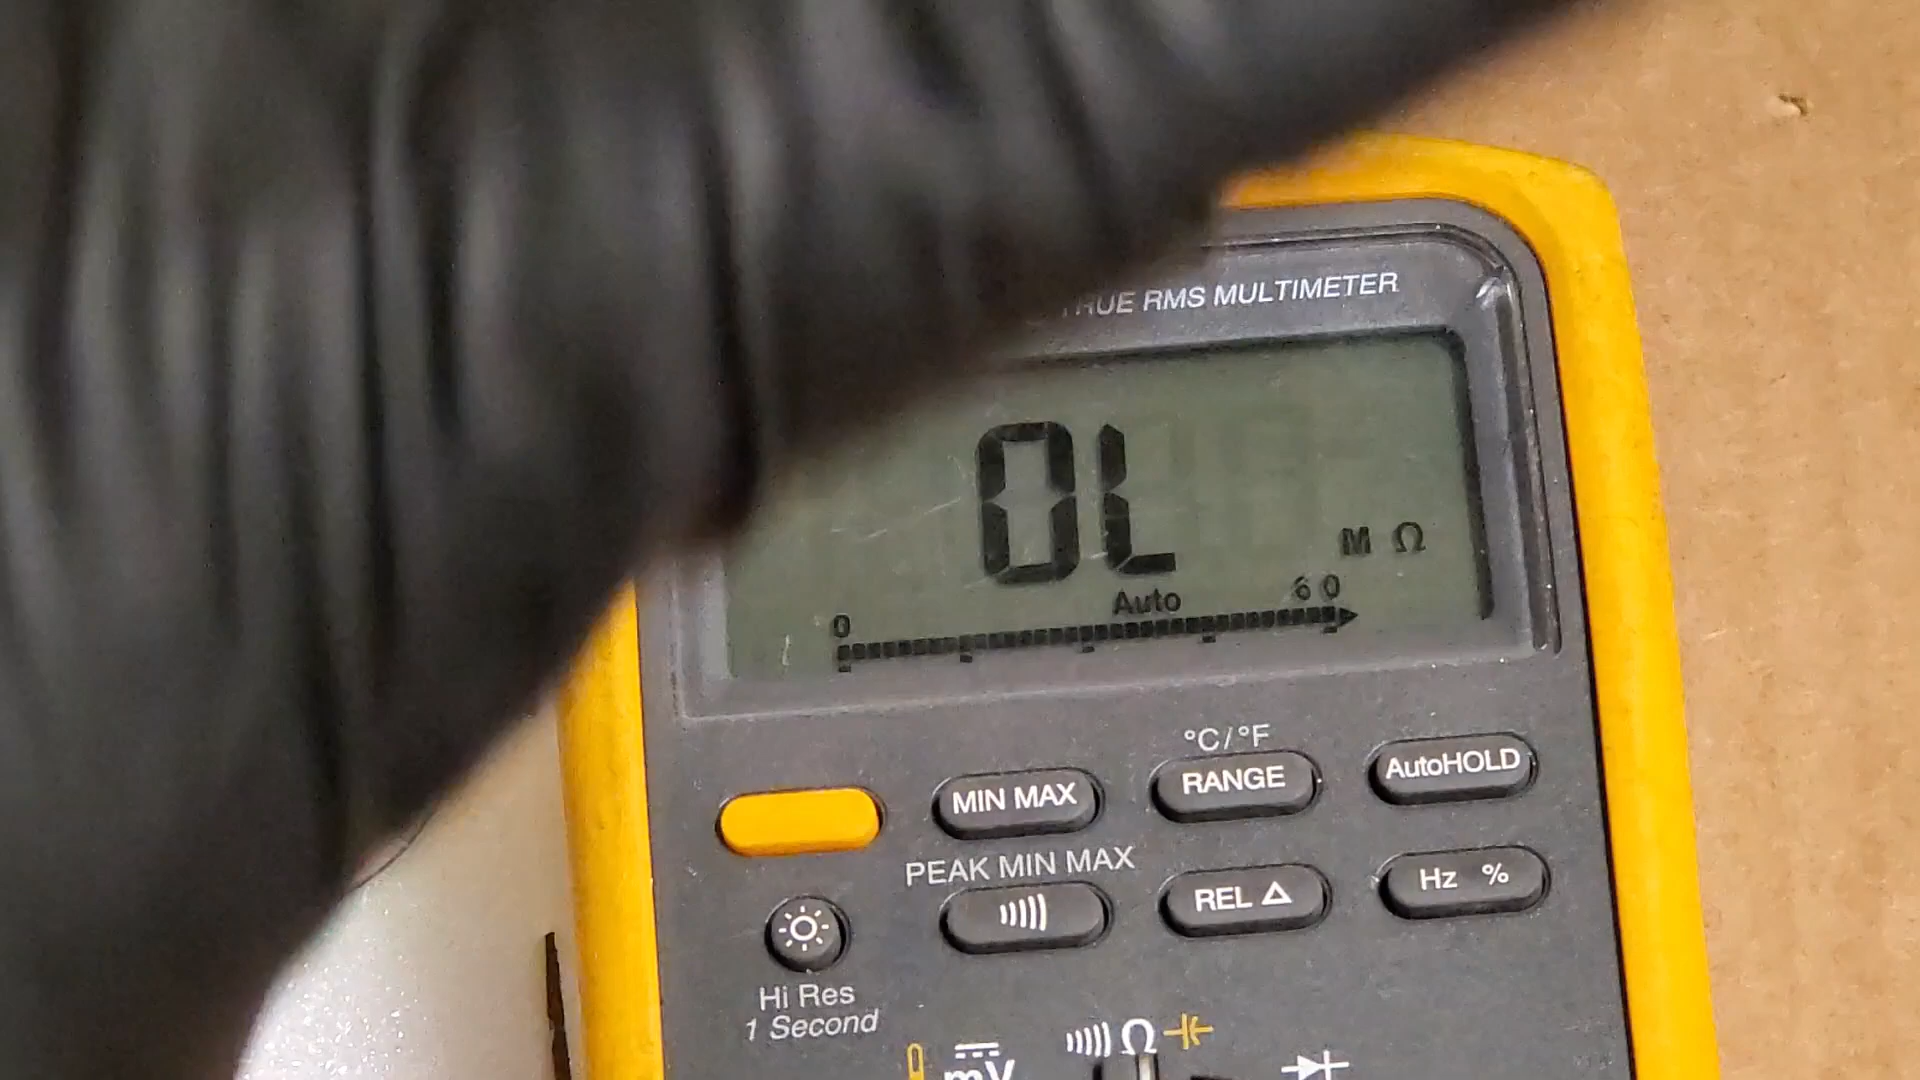 RMS MULTIMETER
OL
M Ω
Auto
0
60
°C/°F
MIN MAX
RANGE
AutoHOLD
PEAK MIN MAX
REL Δ
Hz %
Hi Res
1 Second
mV
Ω